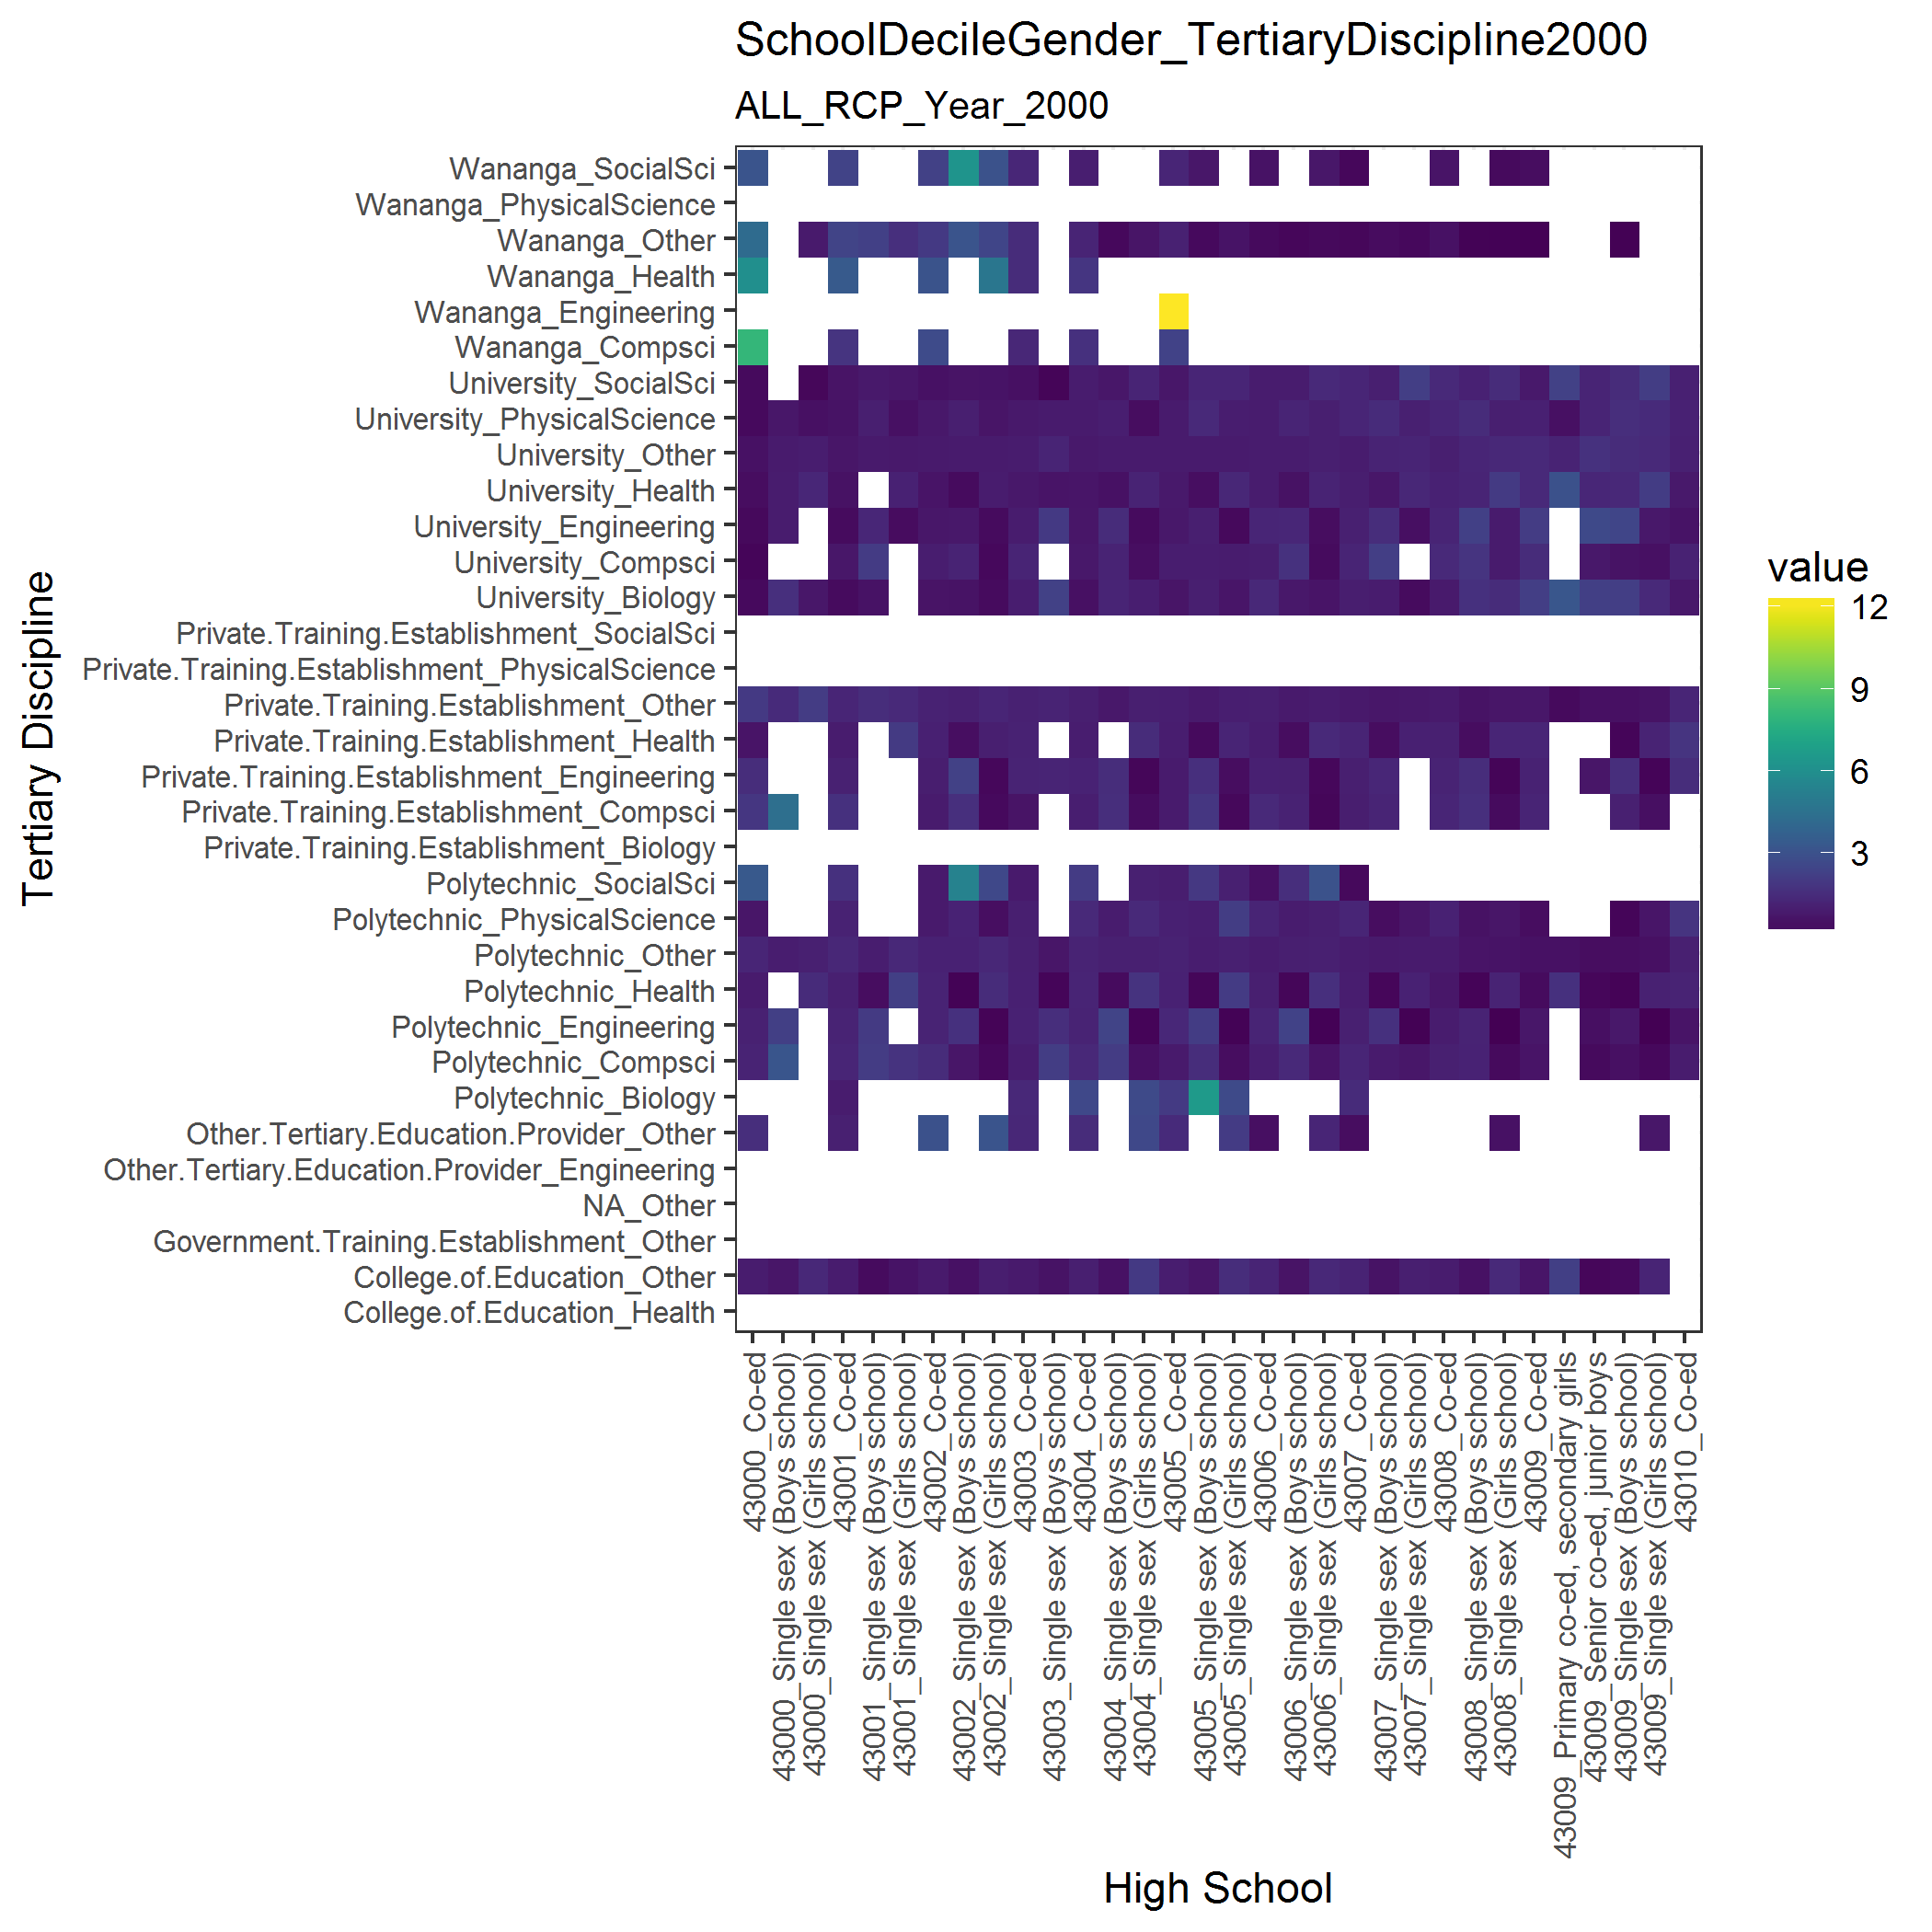 SchoolDecileGender_TertiaryDiscipline2000
ALL_RCP_Year_2000
Tertiary Discipline
Wananga_SocialSci
Wananga_PhysicalScience
Wananga_Other
Wananga_Health
Wananga_Engineering
Wananga_Compsci
University_SocialSci
University_PhysicalScience
University_Other
University_Health
University_Engineering
University_Compsci
University_Biology
Private.Training.Establishment_SocialSci
Private.Training.Establishment_PhysicalScience
Private.Training.Establishment_Other
Private.Training.Establishment_Health
Private.Training.Establishment_Engineering
Private.Training.Establishment_Compsci
Private.Training.Establishment_Biology
Polytechnic_SocialSci
Polytechnic_PhysicalScience
Polytechnic_Other
Polytechnic_Health
Polytechnic_Engineering
Polytechnic_Compsci
Polytechnic_Biology
Other.Tertiary.Education.Provider_Other
Other.Tertiary.Education.Provider_Engineering
NA_Other
Government.Training.Establishment_Other
College.of.Education_Other
College.of.Education_Health
43000_Co-ed
43000_Single sex (Boys school)
43000_Single sex (Girls school)
43001_Co-ed
43001_Single sex (Boys school)
43001_Single sex (Girls school)
43002_Co-ed
43002_Single sex (Boys school)
43002_Single sex (Girls school)
43003_Co-ed
43003_Single sex (Boys school)
43004_Co-ed
43004_Single sex (Boys school)
43004_Single sex (Girls school)
43005_Co-ed
43005_Single sex (Boys school)
43005_Single sex (Girls school)
43006_Co-ed
43006_Single sex (Boys school)
43006_Single sex (Girls school)
43007_Co-ed
43007_Single sex (Boys school)
43007_Single sex (Girls school)
43008_Co-ed
43008_Single sex (Boys school)
43008_Single sex (Girls school)
43009_Co-ed
43009_Primary co-ed, secondary girls
43009_Senior co-ed, junior boys
43009_Single sex (Boys school)
43009_Single sex (Girls school)
43010_Co-ed
High School
value
12
9
6
3